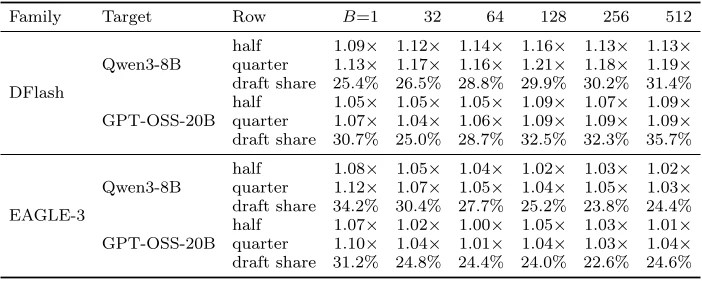 Family Target Row B=1 32 64 128 256 512
half 1.09× 1.12× 1.14× 1.16× 1.13× 1.13×
Qwen3-8B quarter 1.13× 1.17× 1.16× 1.21× 1.18× 1.19×
draft share 25.4% 26.5% 28.8% 29.9% 30.2% 31.4%
DFlash
half 1.05× 1.05× 1.05× 1.09× 1.07× 1.09×
GPT-OSS-20B quarter 1.07× 1.04× 1.06× 1.09× 1.09× 1.09×
draft share 30.7% 25.0% 28.7% 32.5% 32.3% 35.7%
half 1.08× 1.05× 1.04× 1.02× 1.03× 1.02×
Qwen3-8B quarter 1.12× 1.07× 1.05× 1.04× 1.05× 1.03×
draft share 34.2% 30.4% 27.7% 25.2% 23.8% 24.4%
EAGLE-3
half 1.07× 1.02× 1.00× 1.05× 1.03× 1.01×
GPT-OSS-20B quarter 1.10× 1.04× 1.01× 1.04× 1.03× 1.04×
draft share 31.2% 24.8% 24.4% 24.0% 22.6% 24.6%